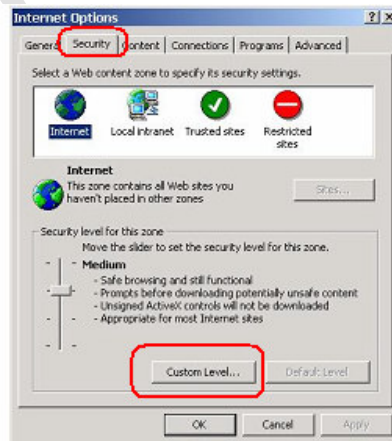 Internet Options
General Security Content Connections Programs Advanced
Select a Web content zone to specify its security settings.
Internet Local intranet Trusted sites Restricted sites
Internet
This zone contains all Web sites you
haven't placed in other zones
Sites...
Security level for this zone
Move the slider to set the security level for this zone.
Medium
- Safe browsing and still functional
- Prompts before downloading potentially unsafe content
- Unsigned ActiveX controls will not be downloaded
- Appropriate for most Internet sites
Custom Level... Default Level
OK Cancel Apply